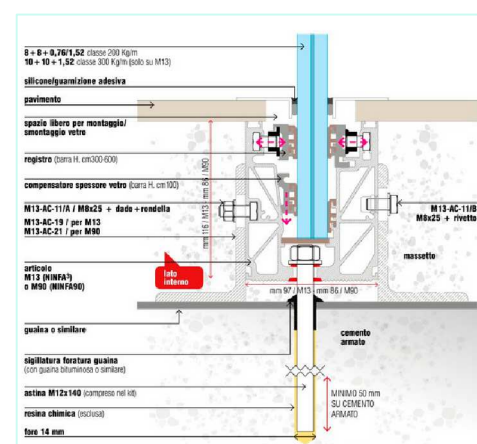 8+8+0,76/1,52 classe 200 Kg/m
10+10+1,52 classe 300 Kg/m (solo su M13)
silicone/guarnizione adesiva
pavimento
spazio libero per montaggio/
smontaggio vetro
registro (barra H. cm300-600)
compensatore spessore vetro (barra H. cm100)
M13-AC-11/A / M8x25 + dado+rondella
M13-AC-19 / per M13
M13-AC-21 / per M90
articolo
M13 (NINFA®)
o M90 (NINFA90)
lato
interno
guaina o similare
sigillatura foratura guaina
(con guaina bituminosa o similare)
astina M12x140 (compreso nel kit)
resina chimica (esclusa)
foro 14 mm
mm 116 / M13 - mm 86 / M90
mm 97 / M13 - mm 86 / M90
M13-AC-11/B
M8x25 + rivetto
massetto
cemento
armato
MINIMO 50 mm
SU CEMENTO
ARMATO